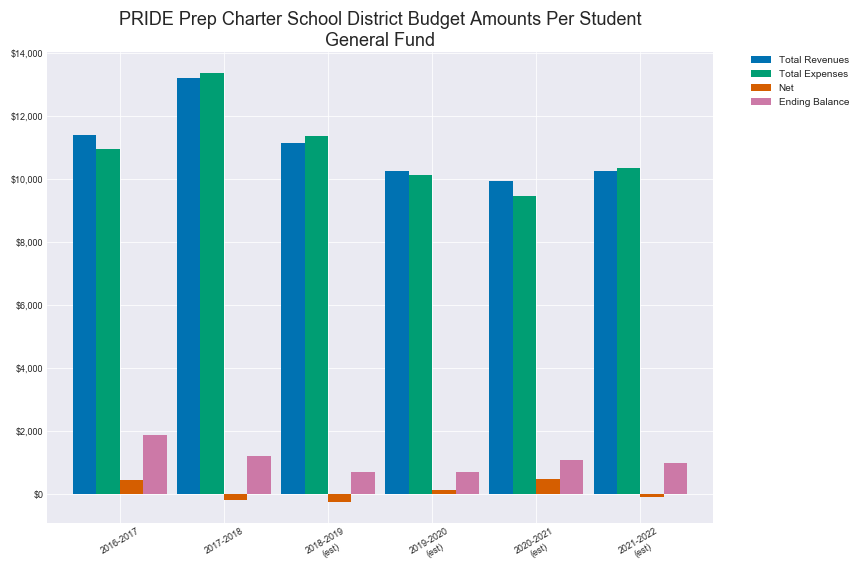 PRIDE Prep Charter School District Budget Amounts Per Student
General Fund
Total Revenues
Total Expenses
Net
Ending Balance
$14,000
$12,000
$10,000
$8,000
$6,000
$4,000
$2,000
$0
2016-2017
2017-2018
2018-2019
(est)
2019-2020
(est)
2020-2021
(est)
2021-2022
(est)